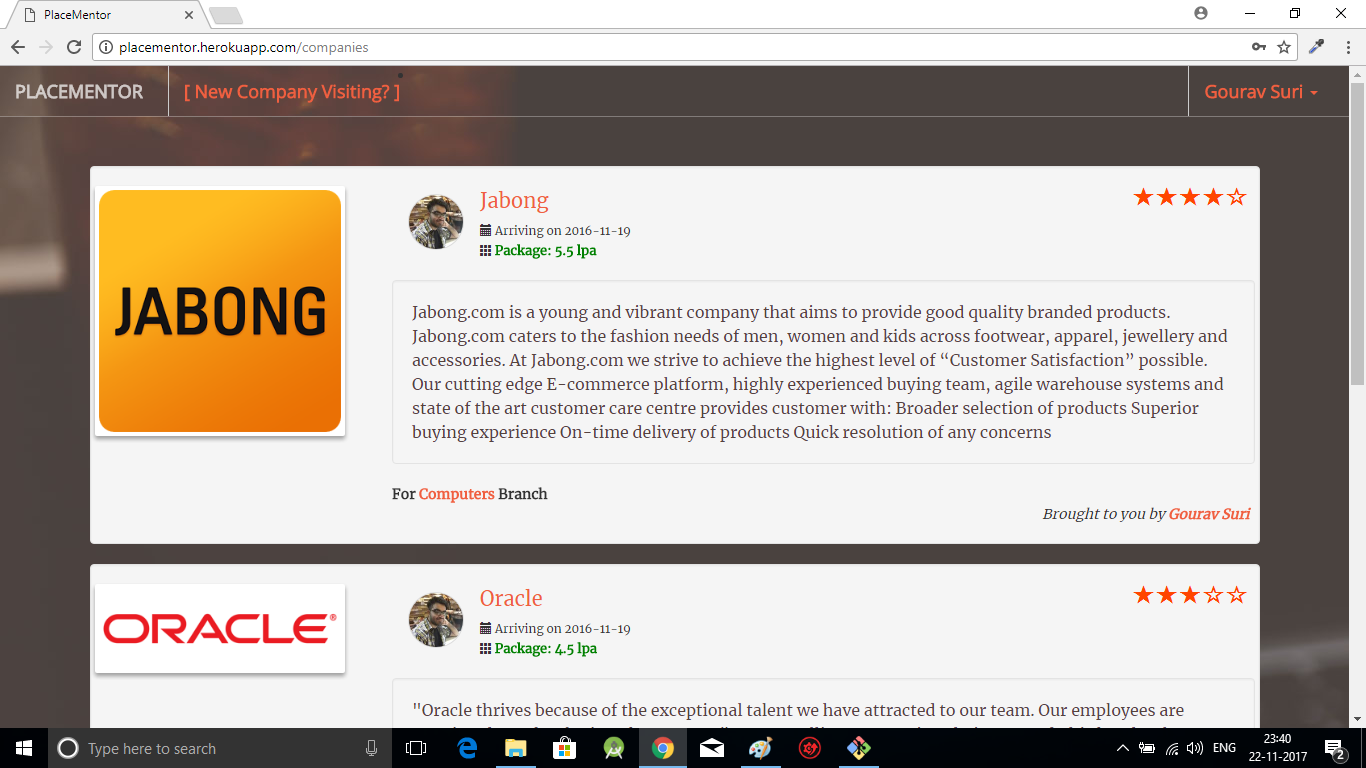 PlaceMentor
placementor.herokuapp.com/companies
PLACEMENTOR
[ New Company Visiting? ]
Gourav Suri
JABONG
Jabong
Arriving on 2016-11-19
Package: 5.5 lpa
Jabong.com is a young and vibrant company that aims to provide good quality branded products.
Jabong.com caters to the fashion needs of men, women and kids across footwear, apparel, jewellery and
accessories. At Jabong.com we strive to achieve the highest level of “Customer Satisfaction” possible.
Our cutting edge E-commerce platform, highly experienced buying team, agile warehouse systems and
state of the art customer care centre provides customer with: Broader selection of products Superior
buying experience On-time delivery of products Quick resolution of any concerns
For Computers Branch
Brought to you by Gourav Suri
ORACLE®
Oracle
Arriving on 2016-11-19
Package: 4.5 lpa
"Oracle thrives because of the exceptional talent we have attracted to our team. Our employees are
Type here to search
ENG
23:40
22-11-2017
2